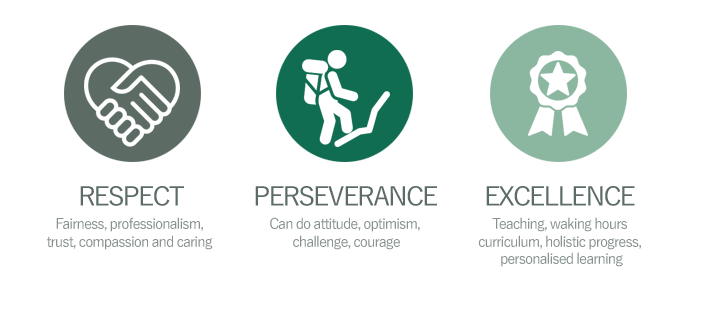 RESPECT
Fairness, professionalism,
trust, compassion and caring
PERSEVERANCE
Can do attitude, optimism,
challenge, courage
EXCELLENCE
Teaching, waking hours
curriculum, holistic progress,
personalised learning